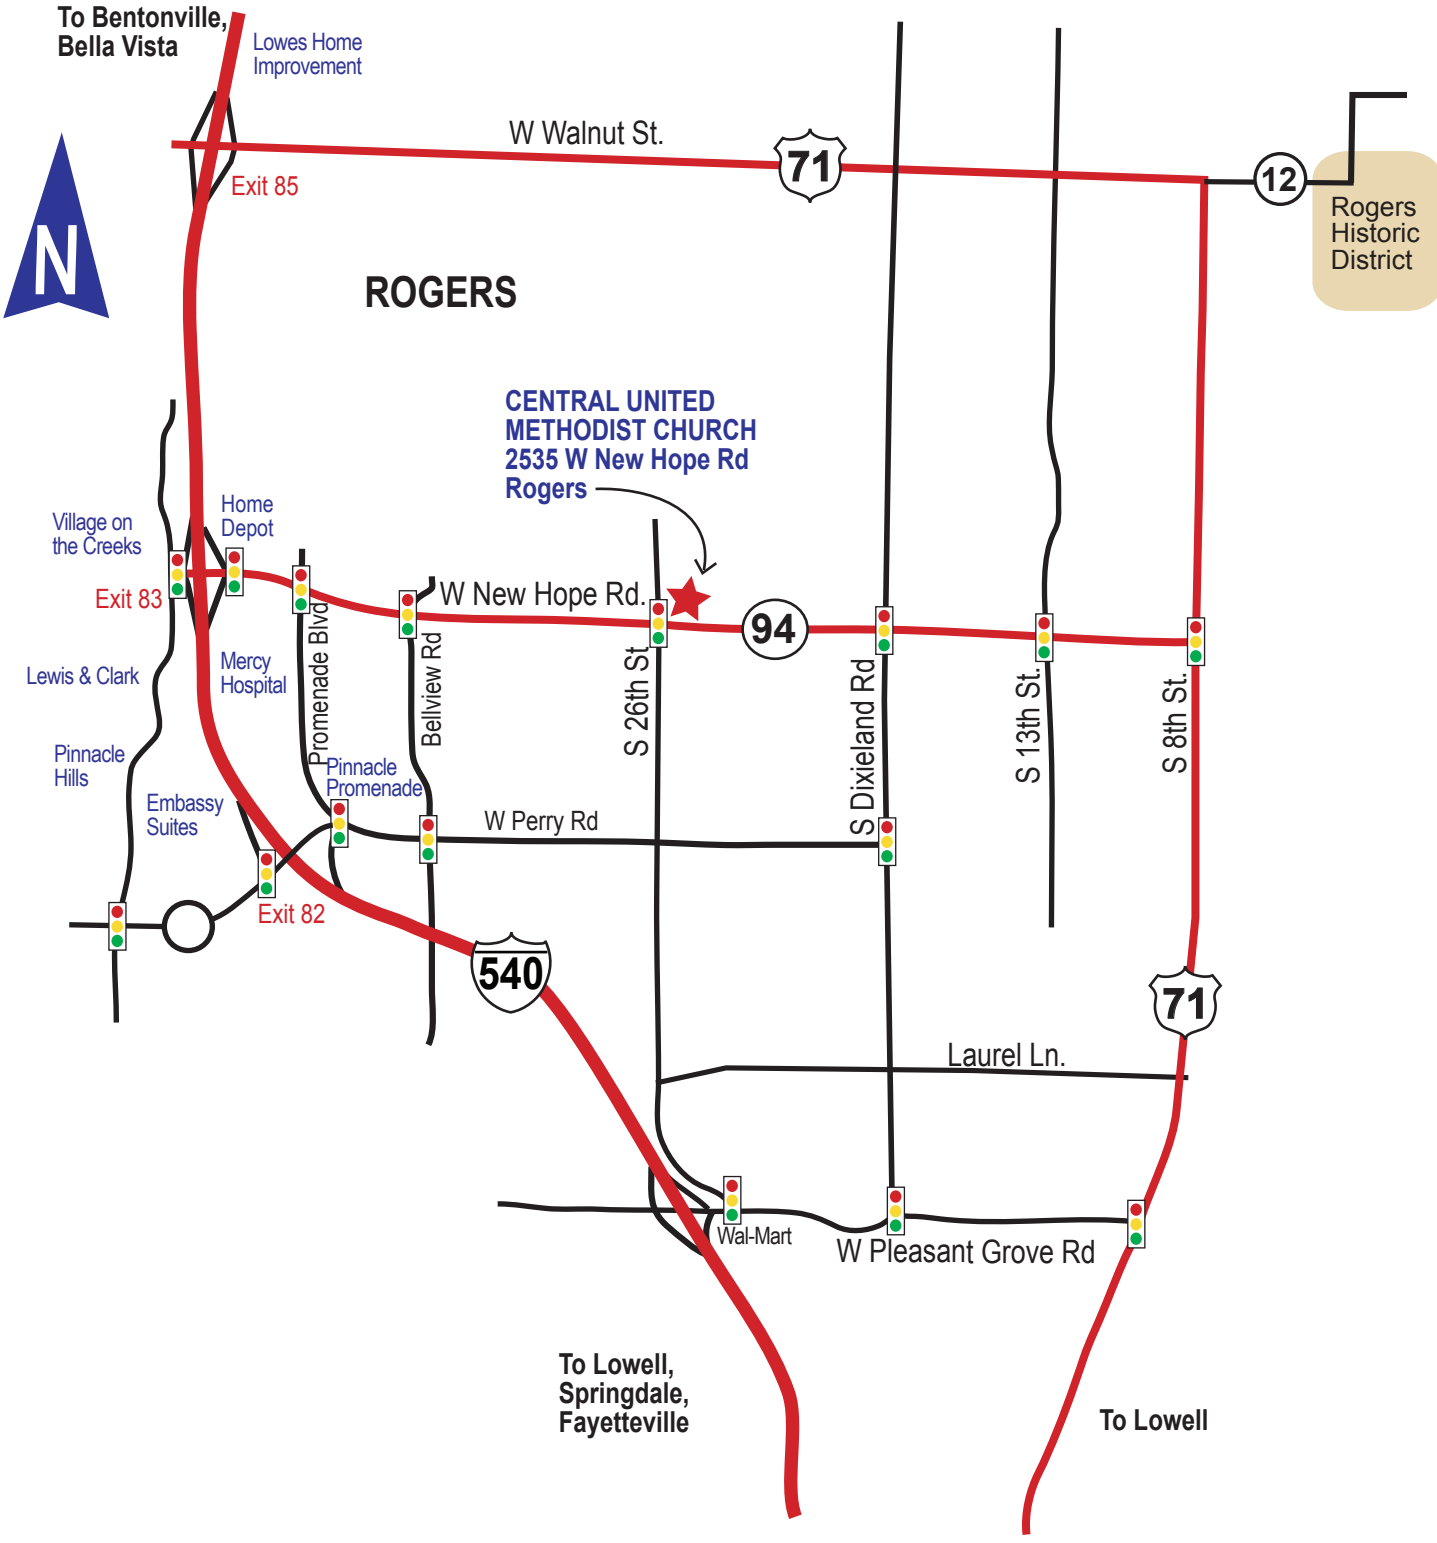 To Bentonville,
Bella Vista
Lowes Home
Improvement
W Walnut St.
71
Exit 85
12
Rogers
Historic
District
N
ROGERS
CENTRAL UNITED
METHODIST CHURCH
2535 W New Hope Rd
Rogers
Village on
the Creeks
Home
Depot
Exit 83
W New Hope Rd.
94
Lewis & Clark
Mercy
Hospital
Promenade Blvd
Bellview Rd
S 26th St
S Dixieland Rd
S 13th St.
S 8th St.
Pinnacle
Hills
Pinnacle
Promenade
Embassy
Suites
W Perry Rd
Exit 82
540
71
Laurel Ln.
Wal-Mart
W Pleasant Grove Rd
To Lowell,
Springdale,
Fayetteville
To Lowell